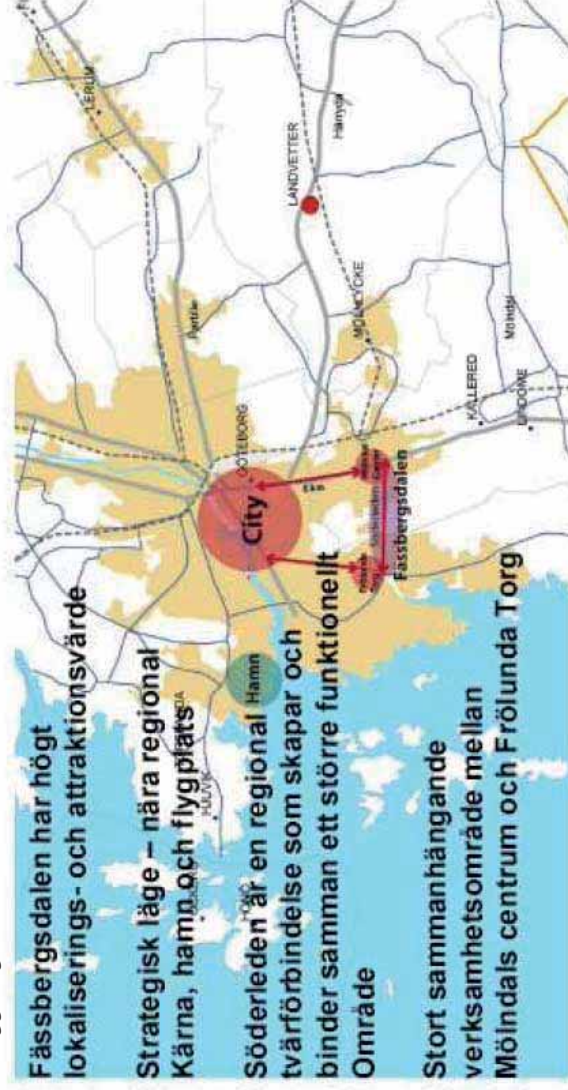 Fässbergsdalen har högt
lokaliserings- och attraktionsvärde
Strategisk läge – nära regional
Kärna, hamn och flygplats
Söderleden är en regional
tvärförbindelse som skapar och
binder samman ett större funktionellt
Område
Stort sammanhängande
verksamhetsområde mellan
Mölndals centrum och Frölunda Torg
City
Hamn
GÖTEBORG
Fässbergsdalen
LERUM
Partille
LANDVETTER
Härryda
MÖLNLYCKE
KÅLLERED
LINDOME
Mölndal
HJUVIK
HÖNÖ